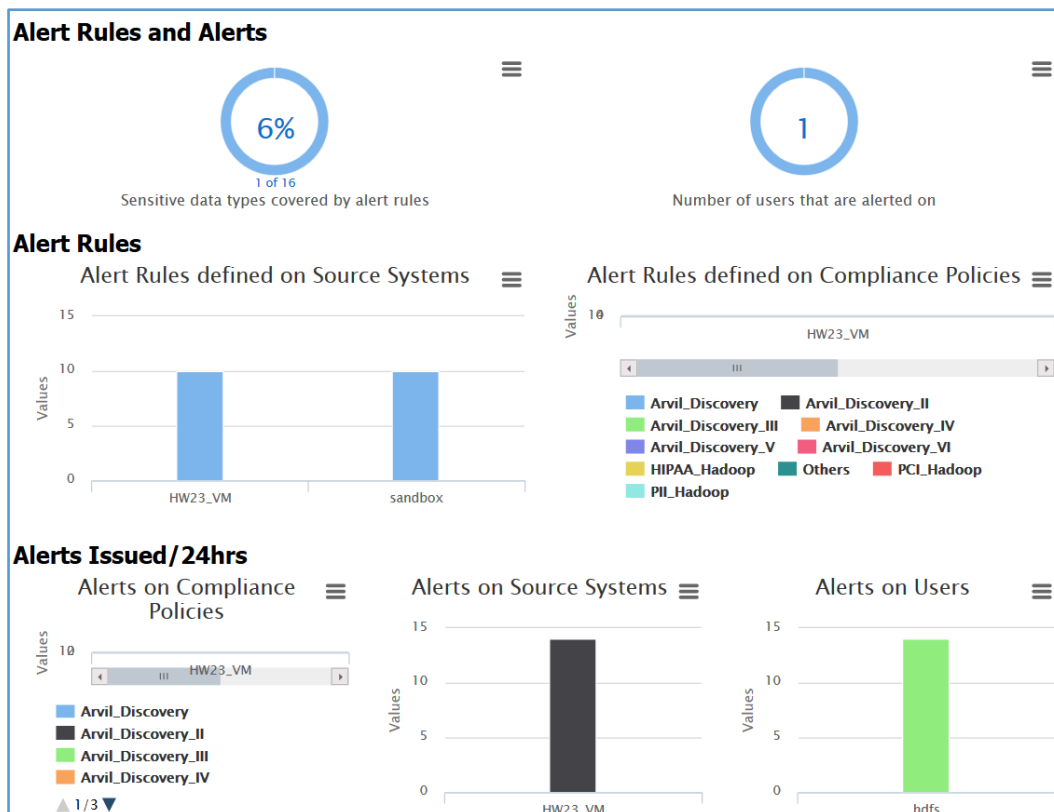 Alert Rules and Alerts
6%
1 of 16
Sensitive data types covered by alert rules
1
Number of users that are alerted on
Alert Rules
Alert Rules defined on Source Systems
Values
15
10
5
0
HW23_VM
sandbox
Alert Rules defined on Compliance Policies
Values
HW23_VM
Arvil_Discovery
Arvil_Discovery_II
Arvil_Discovery_III
Arvil_Discovery_IV
Arvil_Discovery_V
Arvil_Discovery_VI
HIPAA_Hadoop
Others
PCI_Hadoop
PII_Hadoop
Alerts Issued/24hrs
Alerts on Compliance
Policies
Values
HW23_VM
Arvil_Discovery
Arvil_Discovery_II
Arvil_Discovery_III
Arvil_Discovery_IV
1/3
Alerts on Source Systems
Values
15
10
5
0
HW23_VM
Alerts on Users
Values
15
10
5
0
hdfs